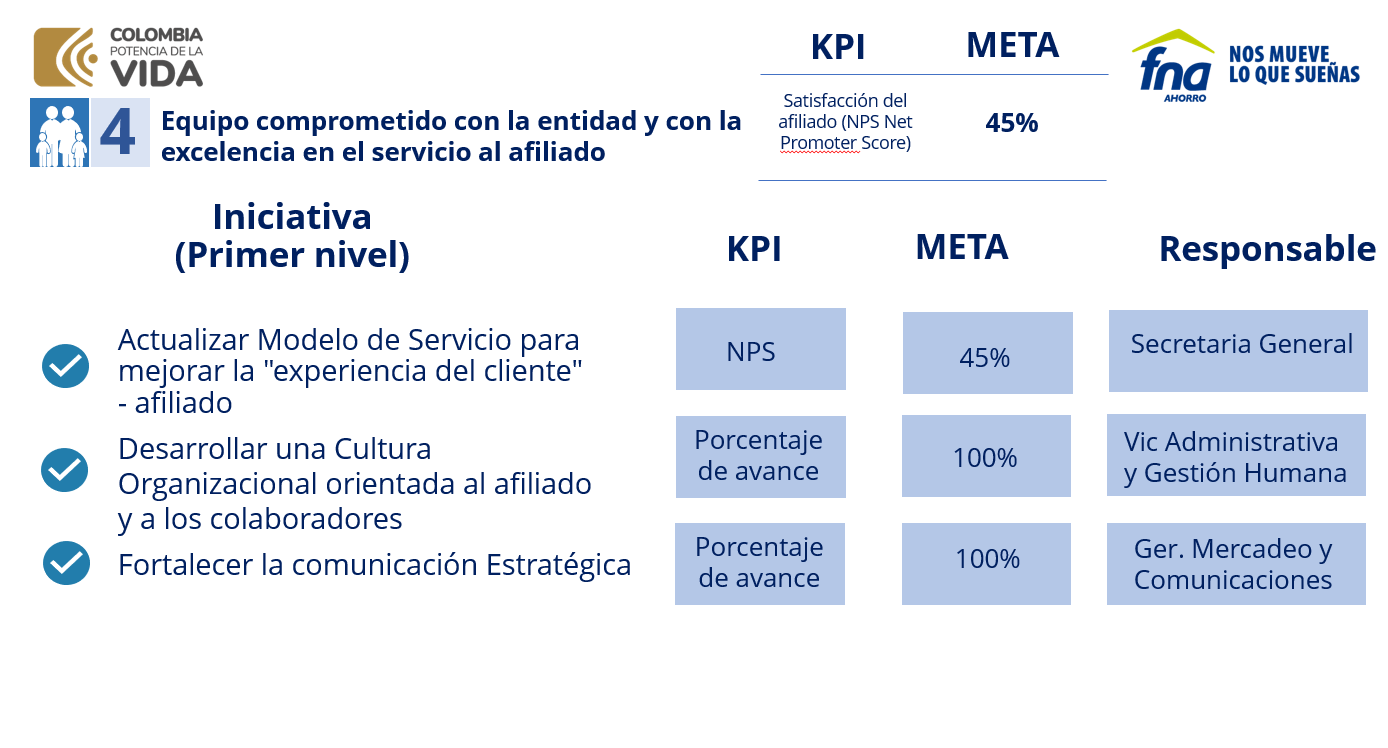 COLOMBIA
POTENCIA DE LA
VIDA
KPI
META
fna
AHORRO
NOS MUEVE
LO QUE SUEÑAS
4
Equipo comprometido con la entidad y con la
excelencia en el servicio al afiliado
Satisfacción del
afiliado (NPS Net
Promoter Score)
45%
Iniciativa
(Primer nivel)
KPI
META
Responsable
Actualizar Modelo de Servicio para
mejorar la "experiencia del cliente"
- afiliado
NPS
45%
Secretaria General
Desarrollar una Cultura
Organizacional orientada al afiliado
y a los colaboradores
Porcentaje
de avance
100%
Vic Administrativa
y Gestión Humana
Fortalecer la comunicación Estratégica
Porcentaje
de avance
100%
Ger. Mercadeo y
Comunicaciones